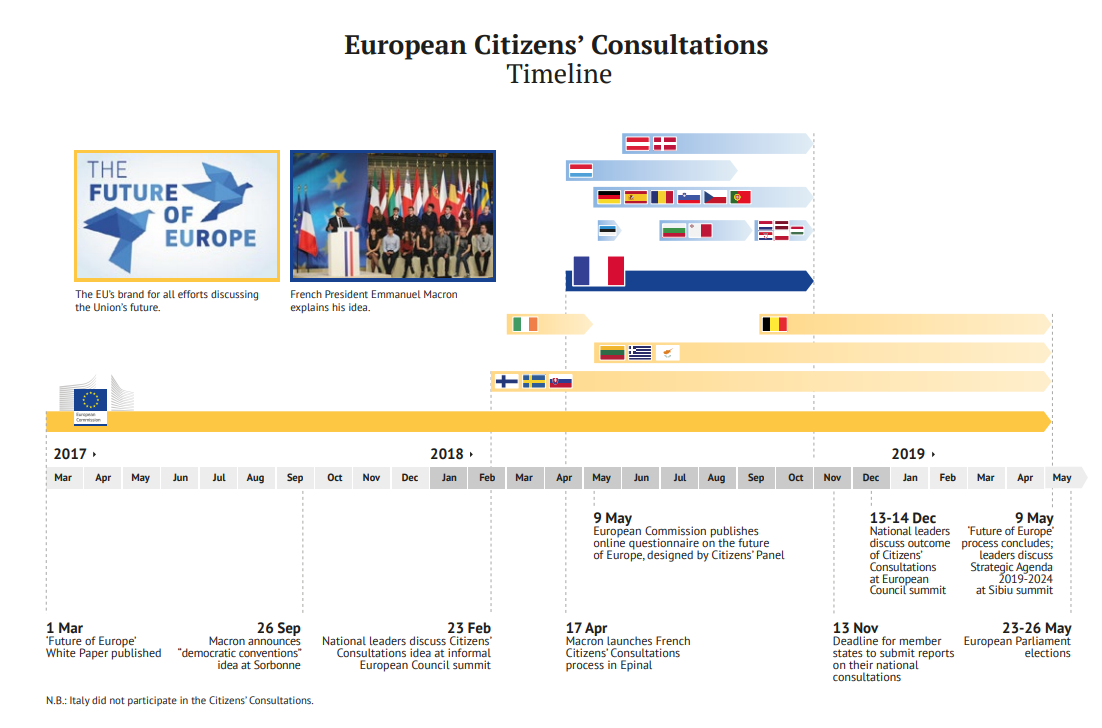 European Citizens’ Consultations
Timeline
THE
FUTURE
OF
EUROPE
The EU's brand for all efforts discussing
the Union's future.
French President Emmanuel Macron
explains his idea.
European
Commission
2017
2018
2019
Mar Apr May Jun Jul Aug Sep Oct Nov Dec Jan Feb Mar Apr May Jun Jul Aug Sep Oct Nov Dec Jan Feb Mar Apr May
9 May
European Commission publishes
online questionnaire on the future
of Europe, designed by Citizens’ Panel
13-14 Dec
National leaders
discuss outcome
of Citizens’
Consultations
at European
Council summit
9 May
‘Future of Europe’
process concludes;
leaders discuss
Strategic Agenda
2019-2024
at Sibiu summit
1 Mar
‘Future of Europe’
White Paper published
26 Sep
Macron announces
“democratic conventions”
idea at Sorbonne
23 Feb
National leaders discuss Citizens’
Consultations idea at informal
European Council summit
17 Apr
Macron launches French
Citizens’ Consultations
process in Epinal
13 Nov
Deadline for member
states to submit reports
on their national
consultations
23-26 May
European Parliament
elections
N.B.: Italy did not participate in the Citizens’ Consultations.